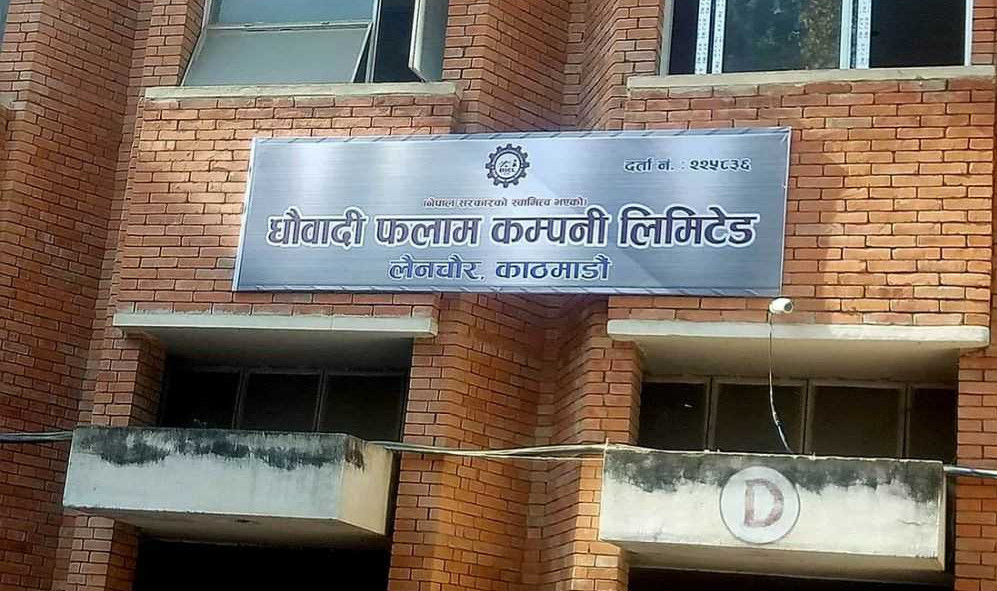 दर्ता नं. : २२५८३६
(नेपाल सरकारको स्वामित्व भएको)
धौवादी फलाम कम्पनी लिमिटेड
लैनचौर, काठमाडौं
D